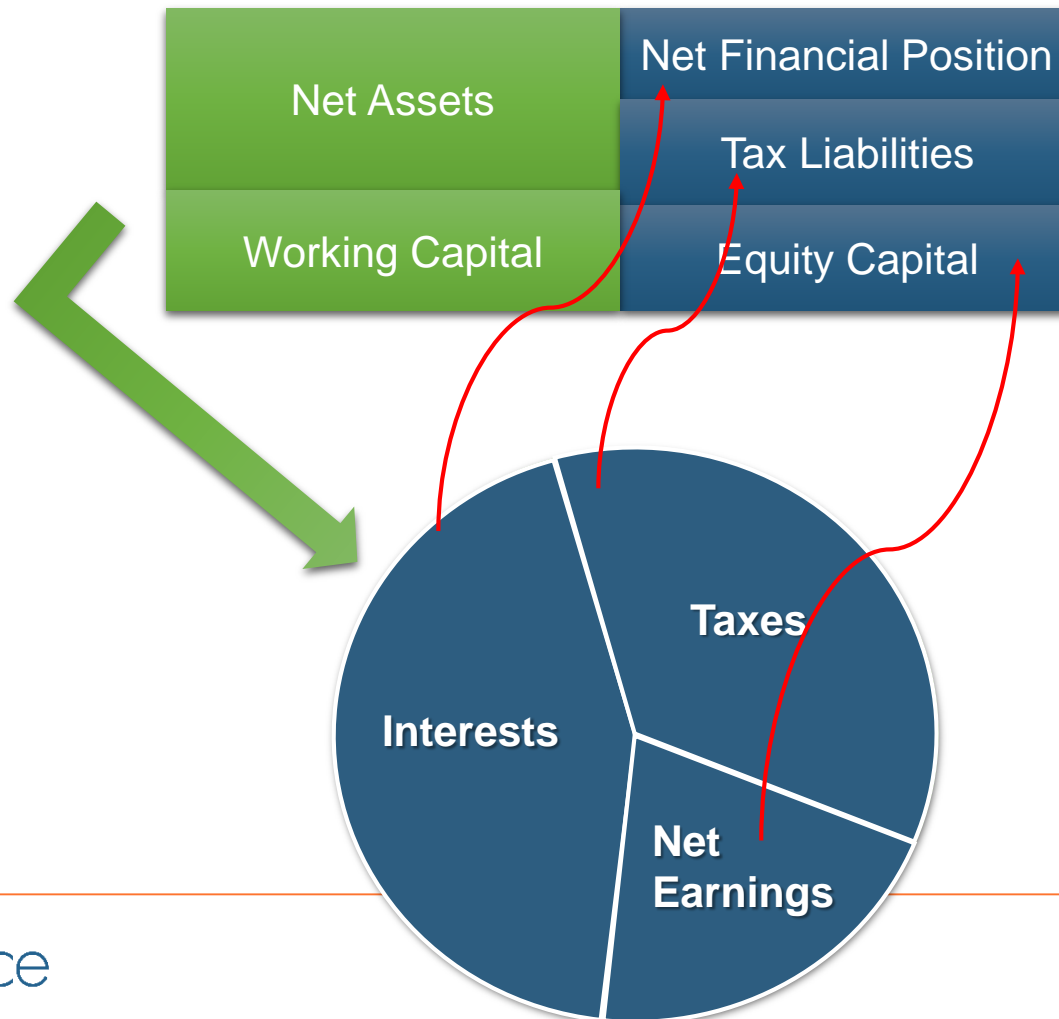 Net Assets
Net Financial Position
Tax Liabilities
Working Capital
Equity Capital
Taxes
Interests
Net
Earnings